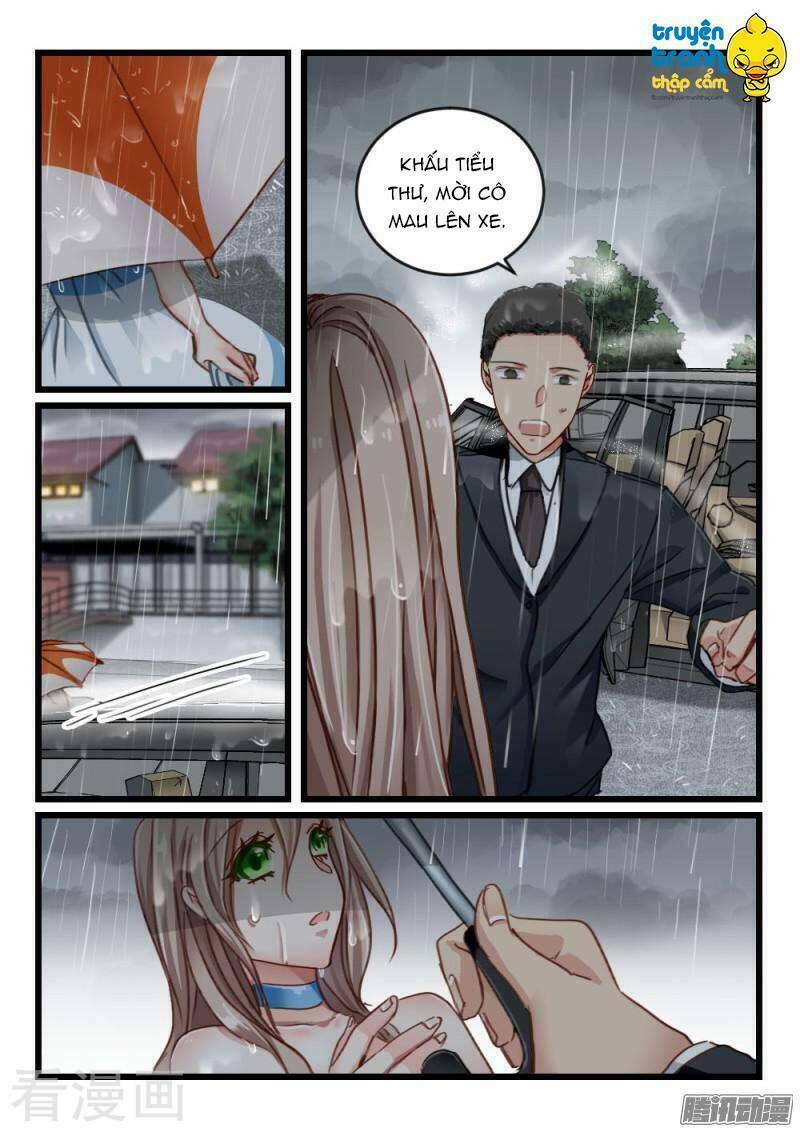 truyện
tranh
thập cẩm
KHẤU TIỂU
THƯ, MỜI CÔ
MAU LÊN XE.
看漫画
腾讯动漫